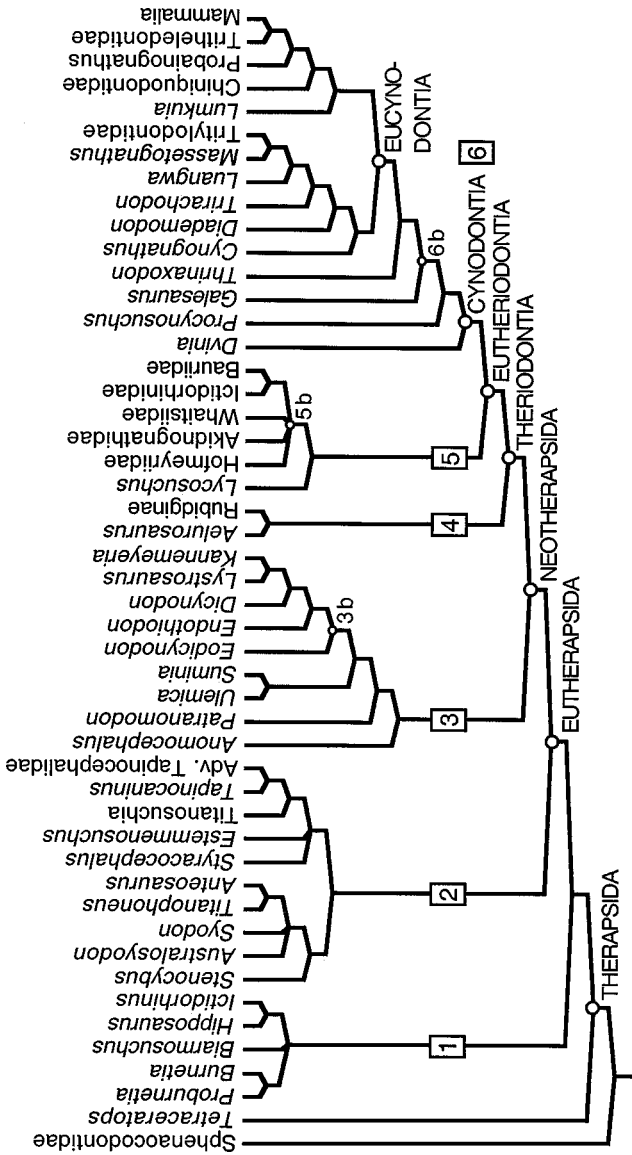 Sphenacodontidae
Tetraceratops
Proburnetia
Burnetia
Biarmosuchus
Hipposaurus
Ictidorhinus
Stenocybus
Australosyodon
Syodon
Titanophoneus
Anteosaurus
Styracocephalus
Estemmenosuchus
Titanosuchia
Tapinocaninus
Adv. Tapinocephalidae
Anomocephalus
Patranomodon
Ulemica
Suminia
Eodicynodon
Endothiodon
Dicynodon
Lystrosaurus
Kannemeyeria
Aelurosaurus
Rubidginae
Lycosuchus
Hofmeyriidae
Akidnognathidae
Whaitsiidae
Ictidorhinidae
Bauriidae
Dvinia
Procynosuchus
Galesaurus
Thrinaxodon
Cynognathus
Diademodon
Trirachodon
Luangwa
Massetognathus
Tritylodontidae
Lumkuia
Chiniquodontidae
Probainognathus
Tritheledontidae
Mammalia
3b
5b
6b
1
2
3
4
5
THERAPSIDA
EUTHERAPSIDA
NEOTHERAPSIDA
THERIODONTIA
EUTHERIODONTIA
CYNODONTIA 6
EUCYNO-
DONTIA